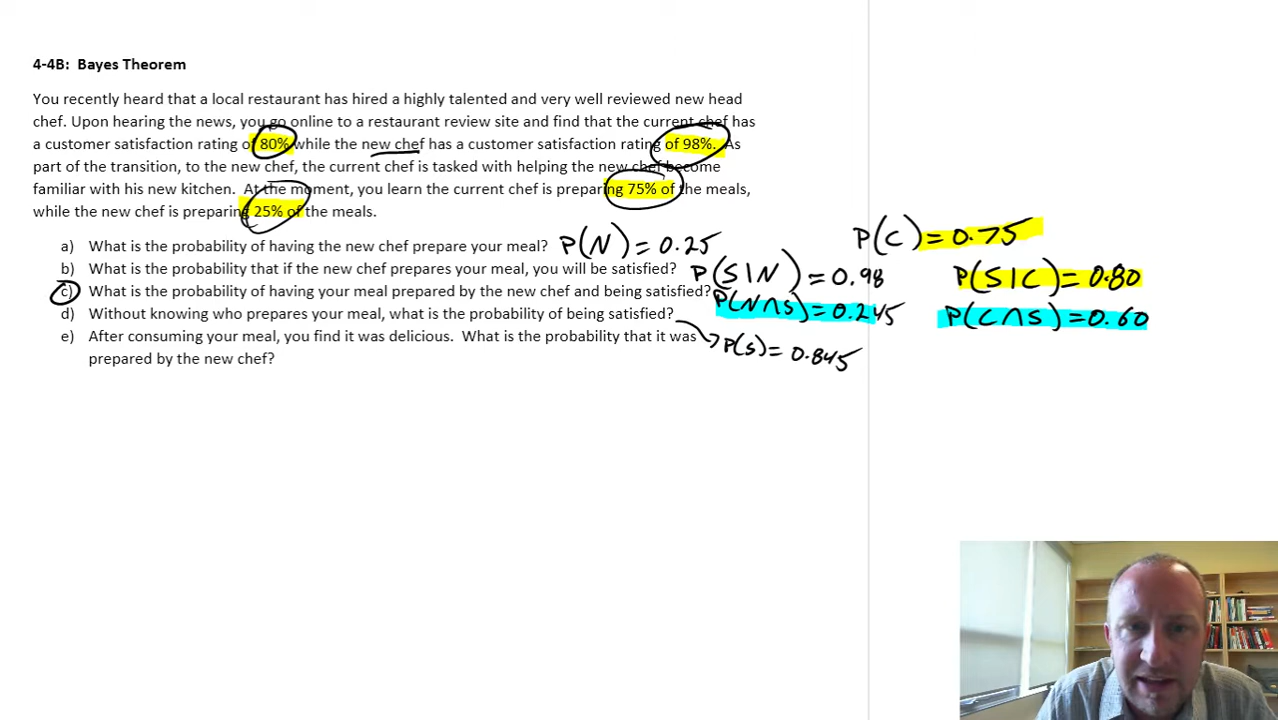 4-4B: Bayes Theorem
You recently heard that a local restaurant has hired a highly talented and very well reviewed new head
chef. Upon hearing the news, you go online to a restaurant review site and find that the current chef has
a customer satisfaction rating of 80% while the new chef has a customer satisfaction rating of 98%. As
part of the transition, to the new chef, the current chef is tasked with helping the new chef become
familiar with his new kitchen. At the moment, you learn the current chef is preparing 75% of the meals,
while the new chef is preparing 25% of the meals.
a) What is the probability of having the new chef prepare your meal? P(N) = 0.25 P(C) = 0.75
b) What is the probability that if the new chef prepares your meal, you will be satisfied? P(S|N) = 0.98 P(S|C) = 0.80
c) What is the probability of having your meal prepared by the new chef and being satisfied? P(N∩S) = 0.245 P(C∩S) = 0.60
d) Without knowing who prepares your meal, what is the probability of being satisfied?
e) After consuming your meal, you find it was delicious. What is the probability that it was P(S) = 0.845
prepared by the new chef?